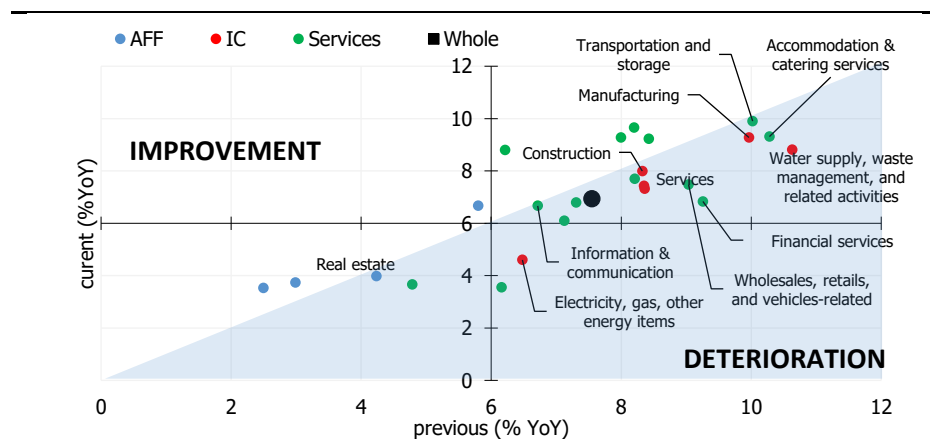 AFF IC Services Whole
Transportation and
storage
Accommodation &
catering services
Manufacturing
IMPROVEMENT
Construction
Services
Water supply, waste
management, and
related activities
Real estate
Information &
communication
Financial services
Electricity, gas, other
energy items
Wholesales, retails,
and vehicles-related
DETERIORATION
12
10
8
6
4
2
0
curent (%YoY)
0 2 4 6 8 10 12
previous (% YoY)